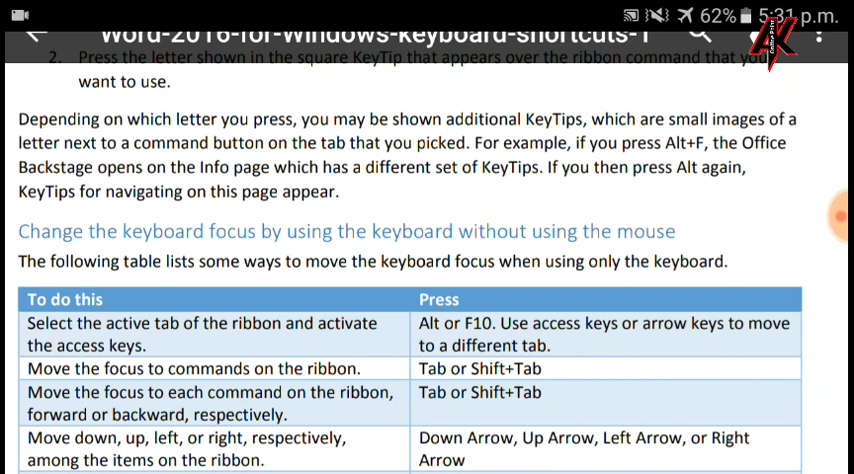 62% 5:31 p.m.
Word-2016-for-Windows-keyboard-shortcuts-1
2. Press the letter shown in the square KeyTip that appears over the ribbon command that you
want to use.
Depending on which letter you press, you may be shown additional KeyTips, which are small images of a
letter next to a command button on the tab that you picked. For example, if you press Alt+F, the Office
Backstage opens on the Info page which has a different set of KeyTips. If you then press Alt again,
KeyTips for navigating on this page appear.
Change the keyboard focus by using the keyboard without using the mouse
The following table lists some ways to move the keyboard focus when using only the keyboard.
To do this Press
Select the active tab of the ribbon and activate Alt or F10. Use access keys or arrow keys to move
the access keys. to a different tab.
Move the focus to commands on the ribbon. Tab or Shift+Tab
Move the focus to each command on the ribbon, Tab or Shift+Tab
forward or backward, respectively.
Move down, up, left, or right, respectively, Down Arrow, Up Arrow, Left Arrow, or Right
among the items on the ribbon. Arrow